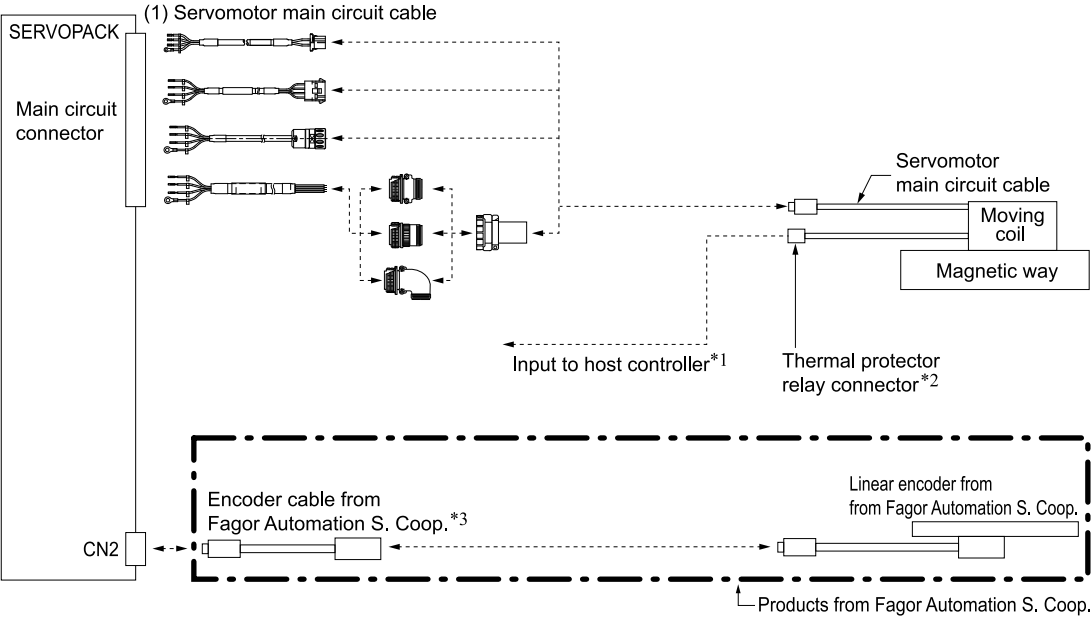 (1) Servomotor main circuit cable
SERVOPACK
Main circuit
connector
Servomotor
main circuit cable
Moving
coil
Magnetic way
Input to host controller*1
Thermal protector
relay connector*2
Encoder cable from
Fagor Automation S. Coop.*3
Linear encoder from
from Fagor Automation S. Coop.
CN2
Products from Fagor Automation S. Coop.